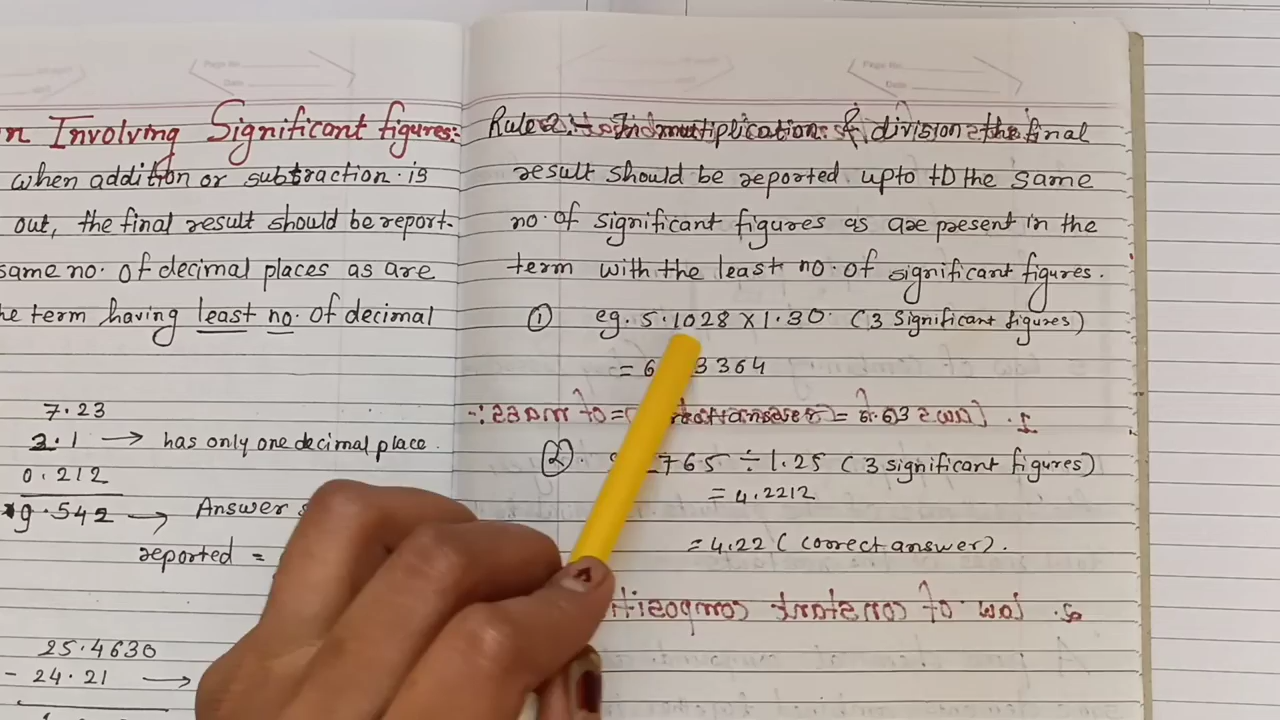 n Involving Significant figures:
when addition or subtraction is
out, the final result should be report-
same no. of decimal places as are
he term having least no. of decimal
7.23
3.1 → has only one decimal place.
0.212
→ Answer
reported =
25.4630
- 24.21 →
Rule multiplication & division the final
result should be reported upto to the same
no. of significant figures as are present in the
term with the least no. of significant figures.
① eg. 5.1028 x 1.30 (3 Significant figures)
= 6 3364
= 6.63
② 765 ÷ 1.25 (3 significant figures)
= 4.2212
= 4.22 (correct answer).